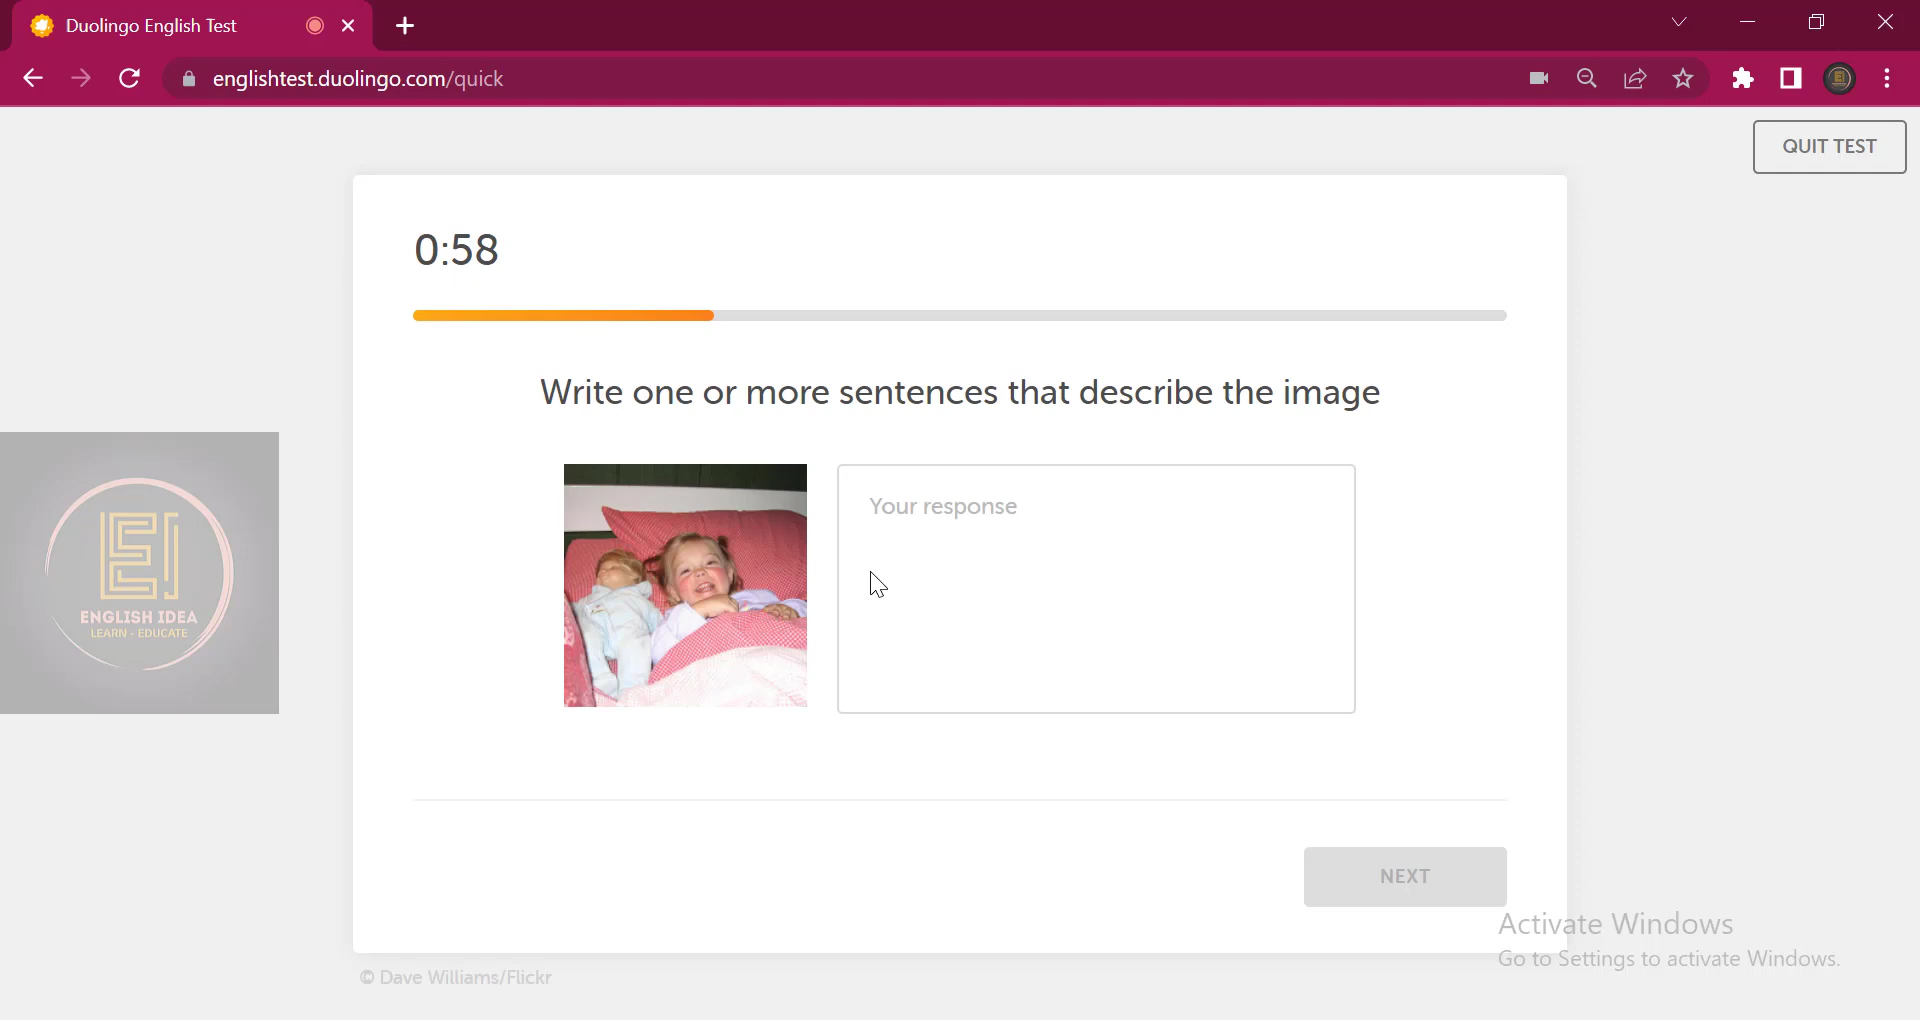 Duolingo English Test
englishtest.duolingo.com/quick
QUIT TEST
0:58
Write one or more sentences that describe the image
Your response
EI
ENGLISH IDEA
LEARN - EDUCATE
NEXT
Activate Windows
Go to Settings to activate Windows.
© Dave Williams/Flickr